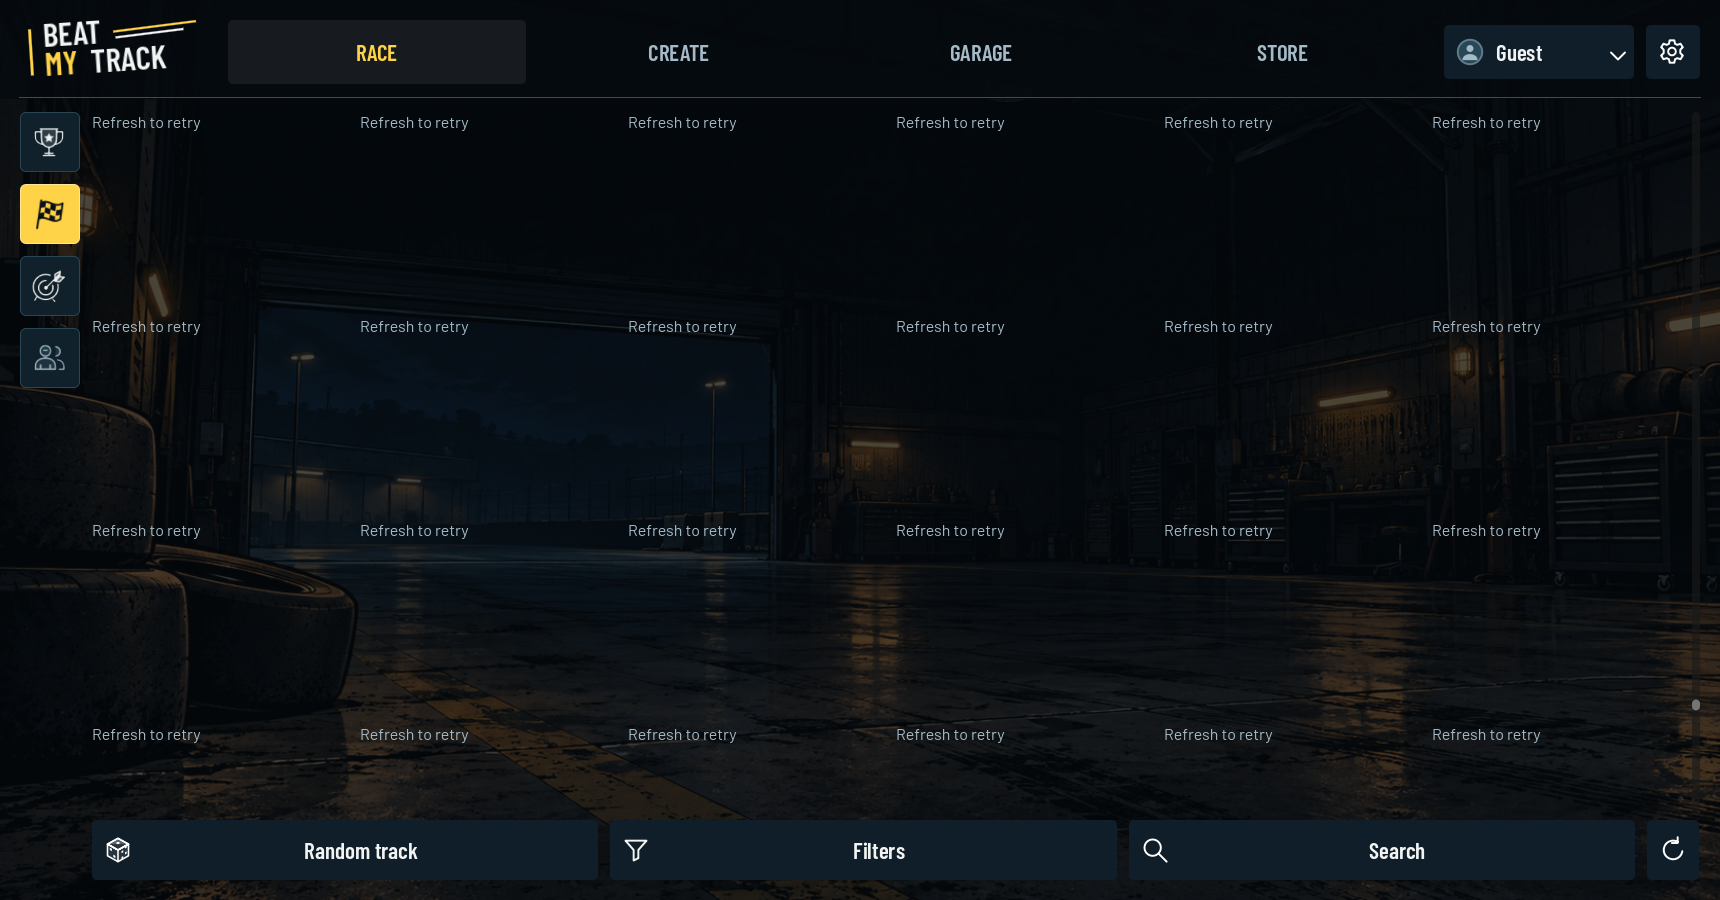 BEAT
MY TRACK
RACE
CREATE
GARAGE
STORE
Guest
Refresh to retry Refresh to retry Refresh to retry Refresh to retry Refresh to retry Refresh to retry
Refresh to retry Refresh to retry Refresh to retry Refresh to retry Refresh to retry Refresh to retry
Refresh to retry Refresh to retry Refresh to retry Refresh to retry Refresh to retry Refresh to retry
Refresh to retry Refresh to retry Refresh to retry Refresh to retry Refresh to retry Refresh to retry
Random track
Filters
Search